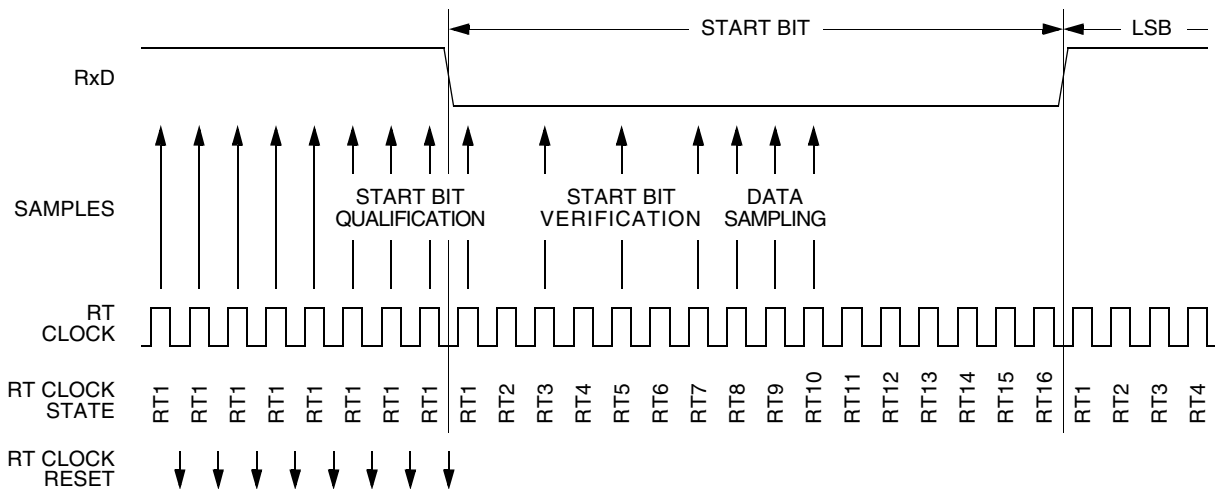 START BIT LSB
RxD
SAMPLES
START BIT
QUALIFICATION
START BIT
VERIFICATION
DATA
SAMPLING
RT
CLOCK
RT CLOCK
STATE
RT1 RT1 RT1 RT1 RT1 RT1 RT1 RT1 RT1 RT2 RT3 RT4 RT5 RT6 RT7 RT8 RT9 RT10 RT11 RT12 RT13 RT14 RT15 RT16 RT1 RT2 RT3 RT4
RT CLOCK
RESET